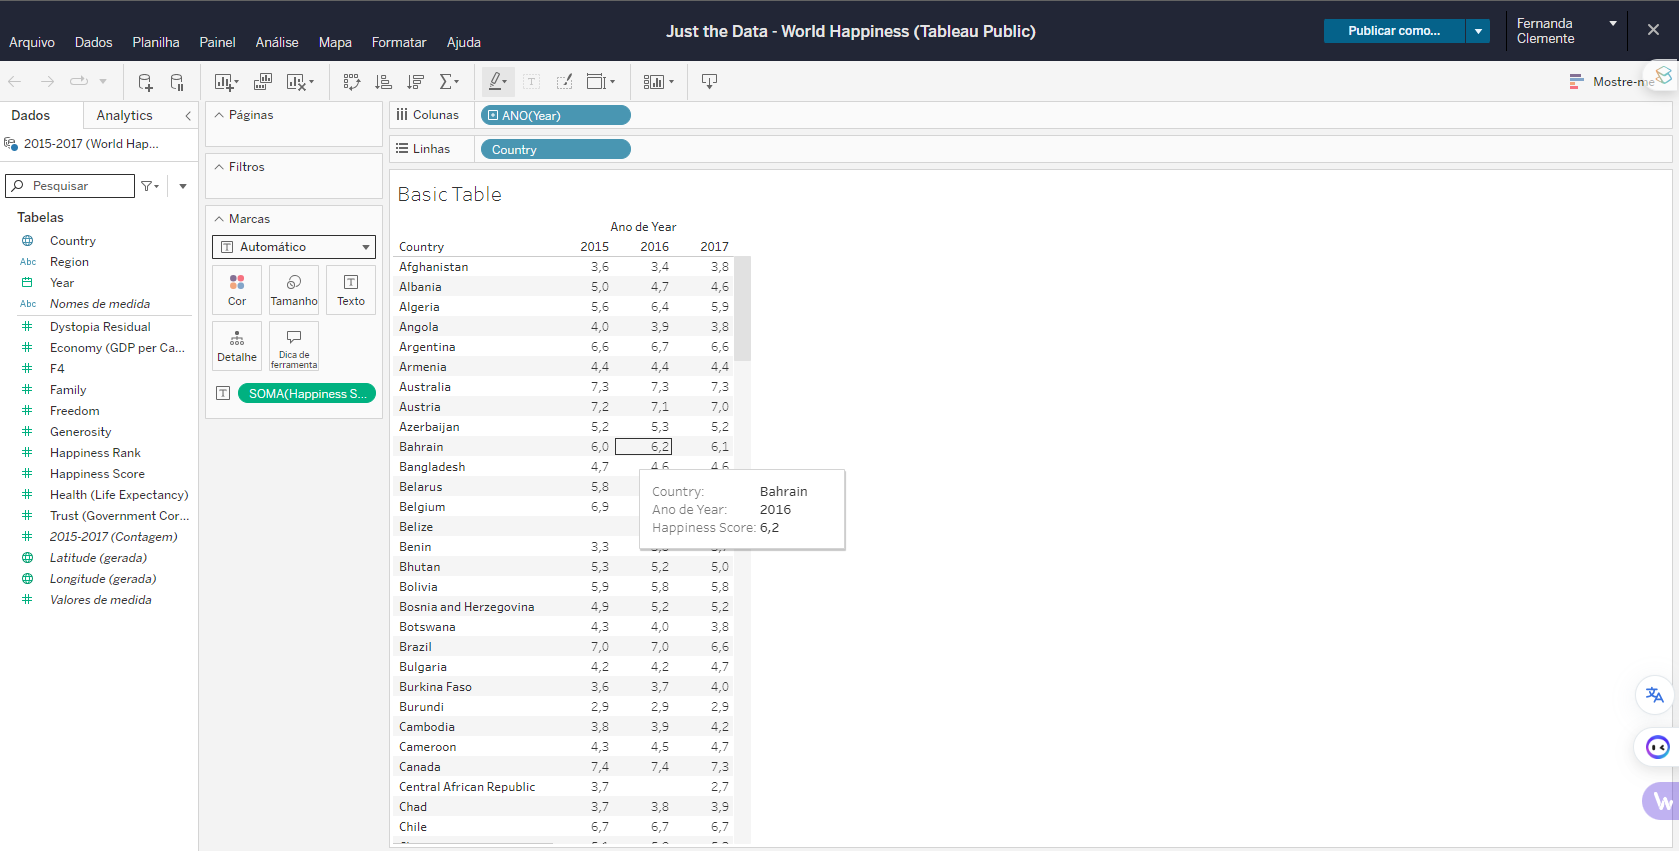 Just the Data - World Happiness (Tableau Public)
Publicar como...
Fernanda
Clemente
Arquivo Dados Planilha Painel Análise Mapa Formatar Ajuda
Mostre-me
Dados Analytics
2015-2017 (World Hap...
Pesquisar
Tabelas
Country
Abc Region
Year
Abc Nomes de medida
Dystopia Residual
Economy (GDP per Ca...
F4
Family
Freedom
Generosity
Happiness Rank
Happiness Score
Health (Life Expectancy)
Trust (Government Cor...
2015-2017 (Contagem)
Latitude (gerada)
Longitude (gerada)
Valores de medida
Páginas
Filtros
Marcas
Automático
Cor Tamanho Texto
Detalhe Dica de
ferramenta
SOMA(Happiness S...
Colunas ANO(Year)
Linhas Country
Basic Table
Ano de Year
Country 2015 2016 2017
Afghanistan 3,6 3,4 3,8
Albania 5,0 4,7 4,6
Algeria 5,6 6,4 5,9
Angola 4,0 3,9 3,8
Argentina 6,6 6,7 6,6
Armenia 4,4 4,4 4,4
Australia 7,3 7,3 7,3
Austria 7,2 7,1 7,0
Azerbaijan 5,2 5,3 5,2
Bahrain 6,0 6,2 6,1
Bangladesh 4,7 4,6 4,6
Belarus 5,8
Belgium 6,9
Belize
Benin 3,3
Bhutan 5,3 5,2 5,0
Bolivia 5,9 5,8 5,8
Bosnia and Herzegovina 4,9 5,2 5,2
Botswana 4,3 4,0 3,8
Brazil 7,0 7,0 6,6
Bulgaria 4,2 4,2 4,7
Burkina Faso 3,6 3,7 4,0
Burundi 2,9 2,9 2,9
Cambodia 3,8 3,9 4,2
Cameroon 4,3 4,5 4,7
Canada 7,4 7,4 7,3
Central African Republic 3,7 2,7
Chad 3,7 3,8 3,9
Chile 6,7 6,7 6,7
Country: Bahrain
Ano de Year: 2016
Happiness Score: 6,2